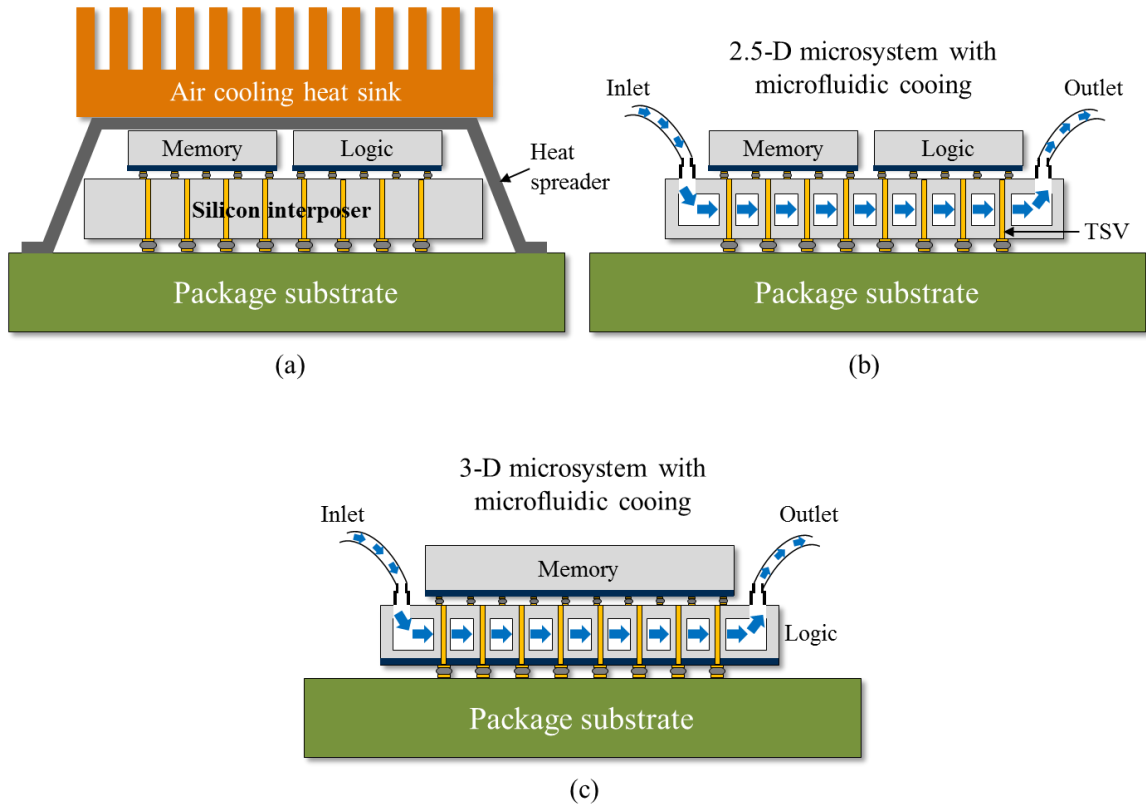 Air cooling heat sink
Memory
Logic
Heat
spreader
Silicon interposer
Package substrate
(a)
2.5-D microsystem with
microfluidic cooing
Inlet
Outlet
Memory
Logic
TSV
Package substrate
(b)
3-D microsystem with
microfluidic cooing
Inlet
Outlet
Memory
Logic
Package substrate
(c)